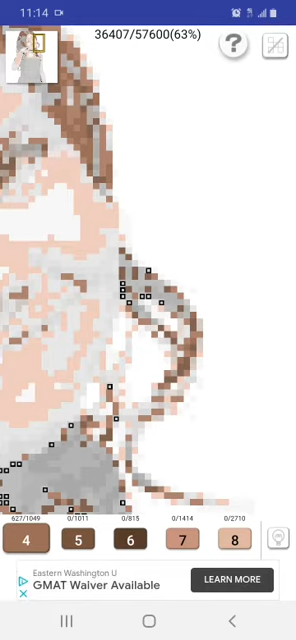 11:14
36407/57600(63%)
?
627/1049 0/1011 0/815 0/1414 0/2710
4 5 6 7 8
Eastern Washington U
GMAT Waiver Available
LEARN MORE